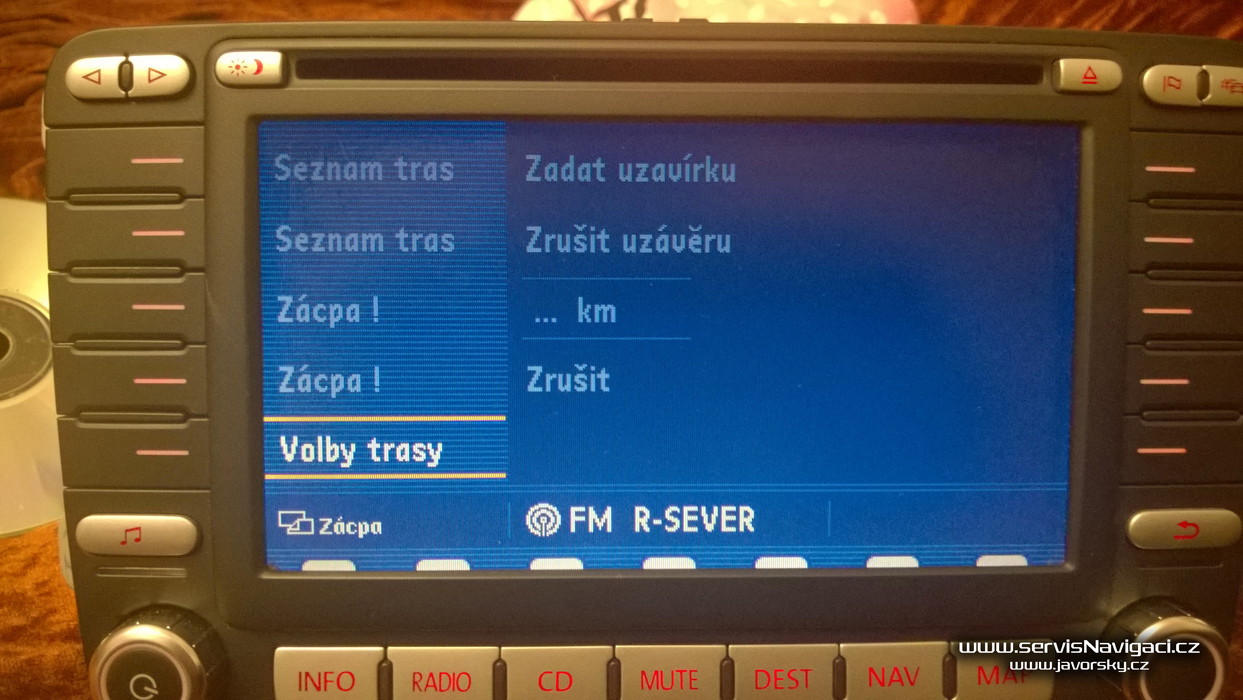 Seznam tras Zadat uzavírku
Seznam tras Zrušit uzávěru
Zácpa ! ... km
Zácpa ! Zrušit
Volby trasy
Zácpa FM R-SEVER
INFO RADIO CD MUTE DEST NAV MAP
www.servisNavigaci.cz
www.javorsky.cz